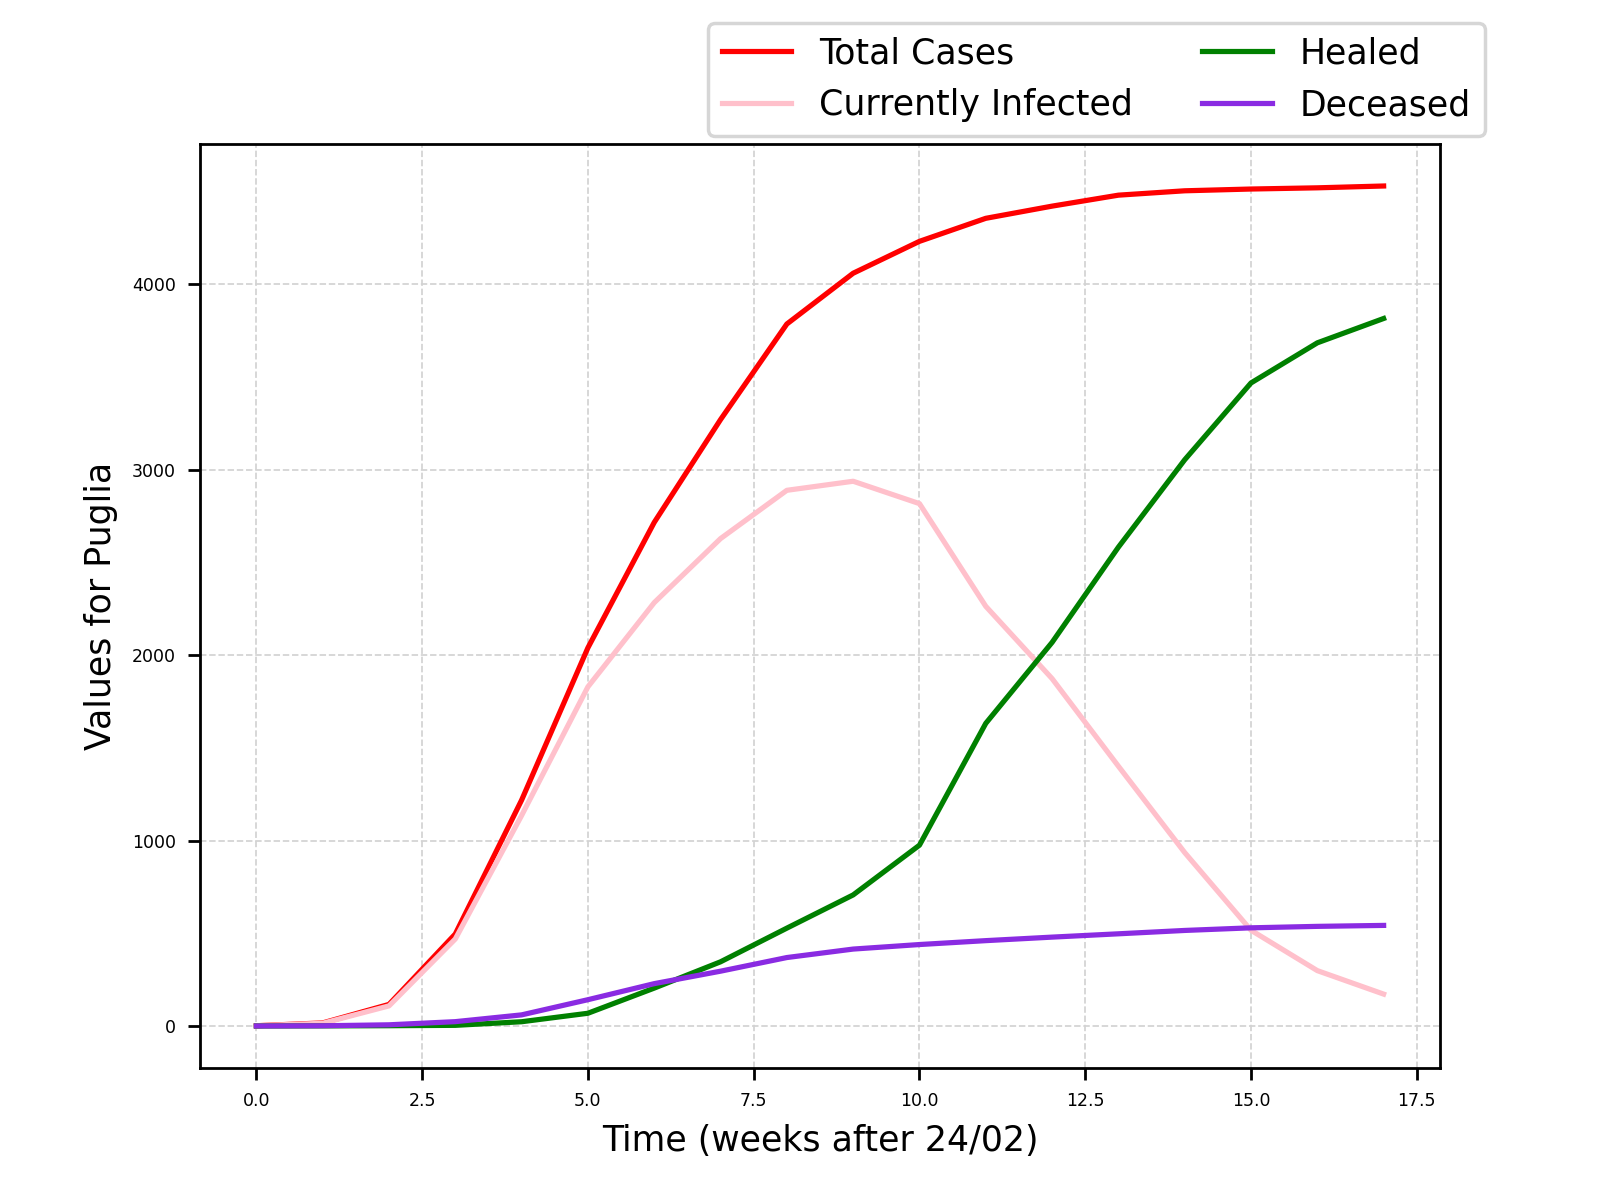 Total Cases
Currently Infected
Healed
Deceased
Values for Puglia
4000
3000
2000
1000
0
0.0
2.5
5.0
7.5
10.0
12.5
15.0
17.5
Time (weeks after 24/02)